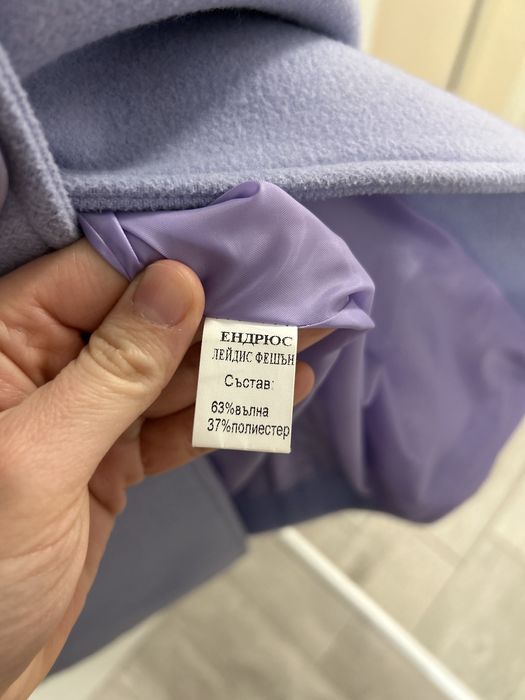 ЕНДРЮС
ЛЕЙДИС ФЕШЪН
Състав:
63%вълна
37%полиестер